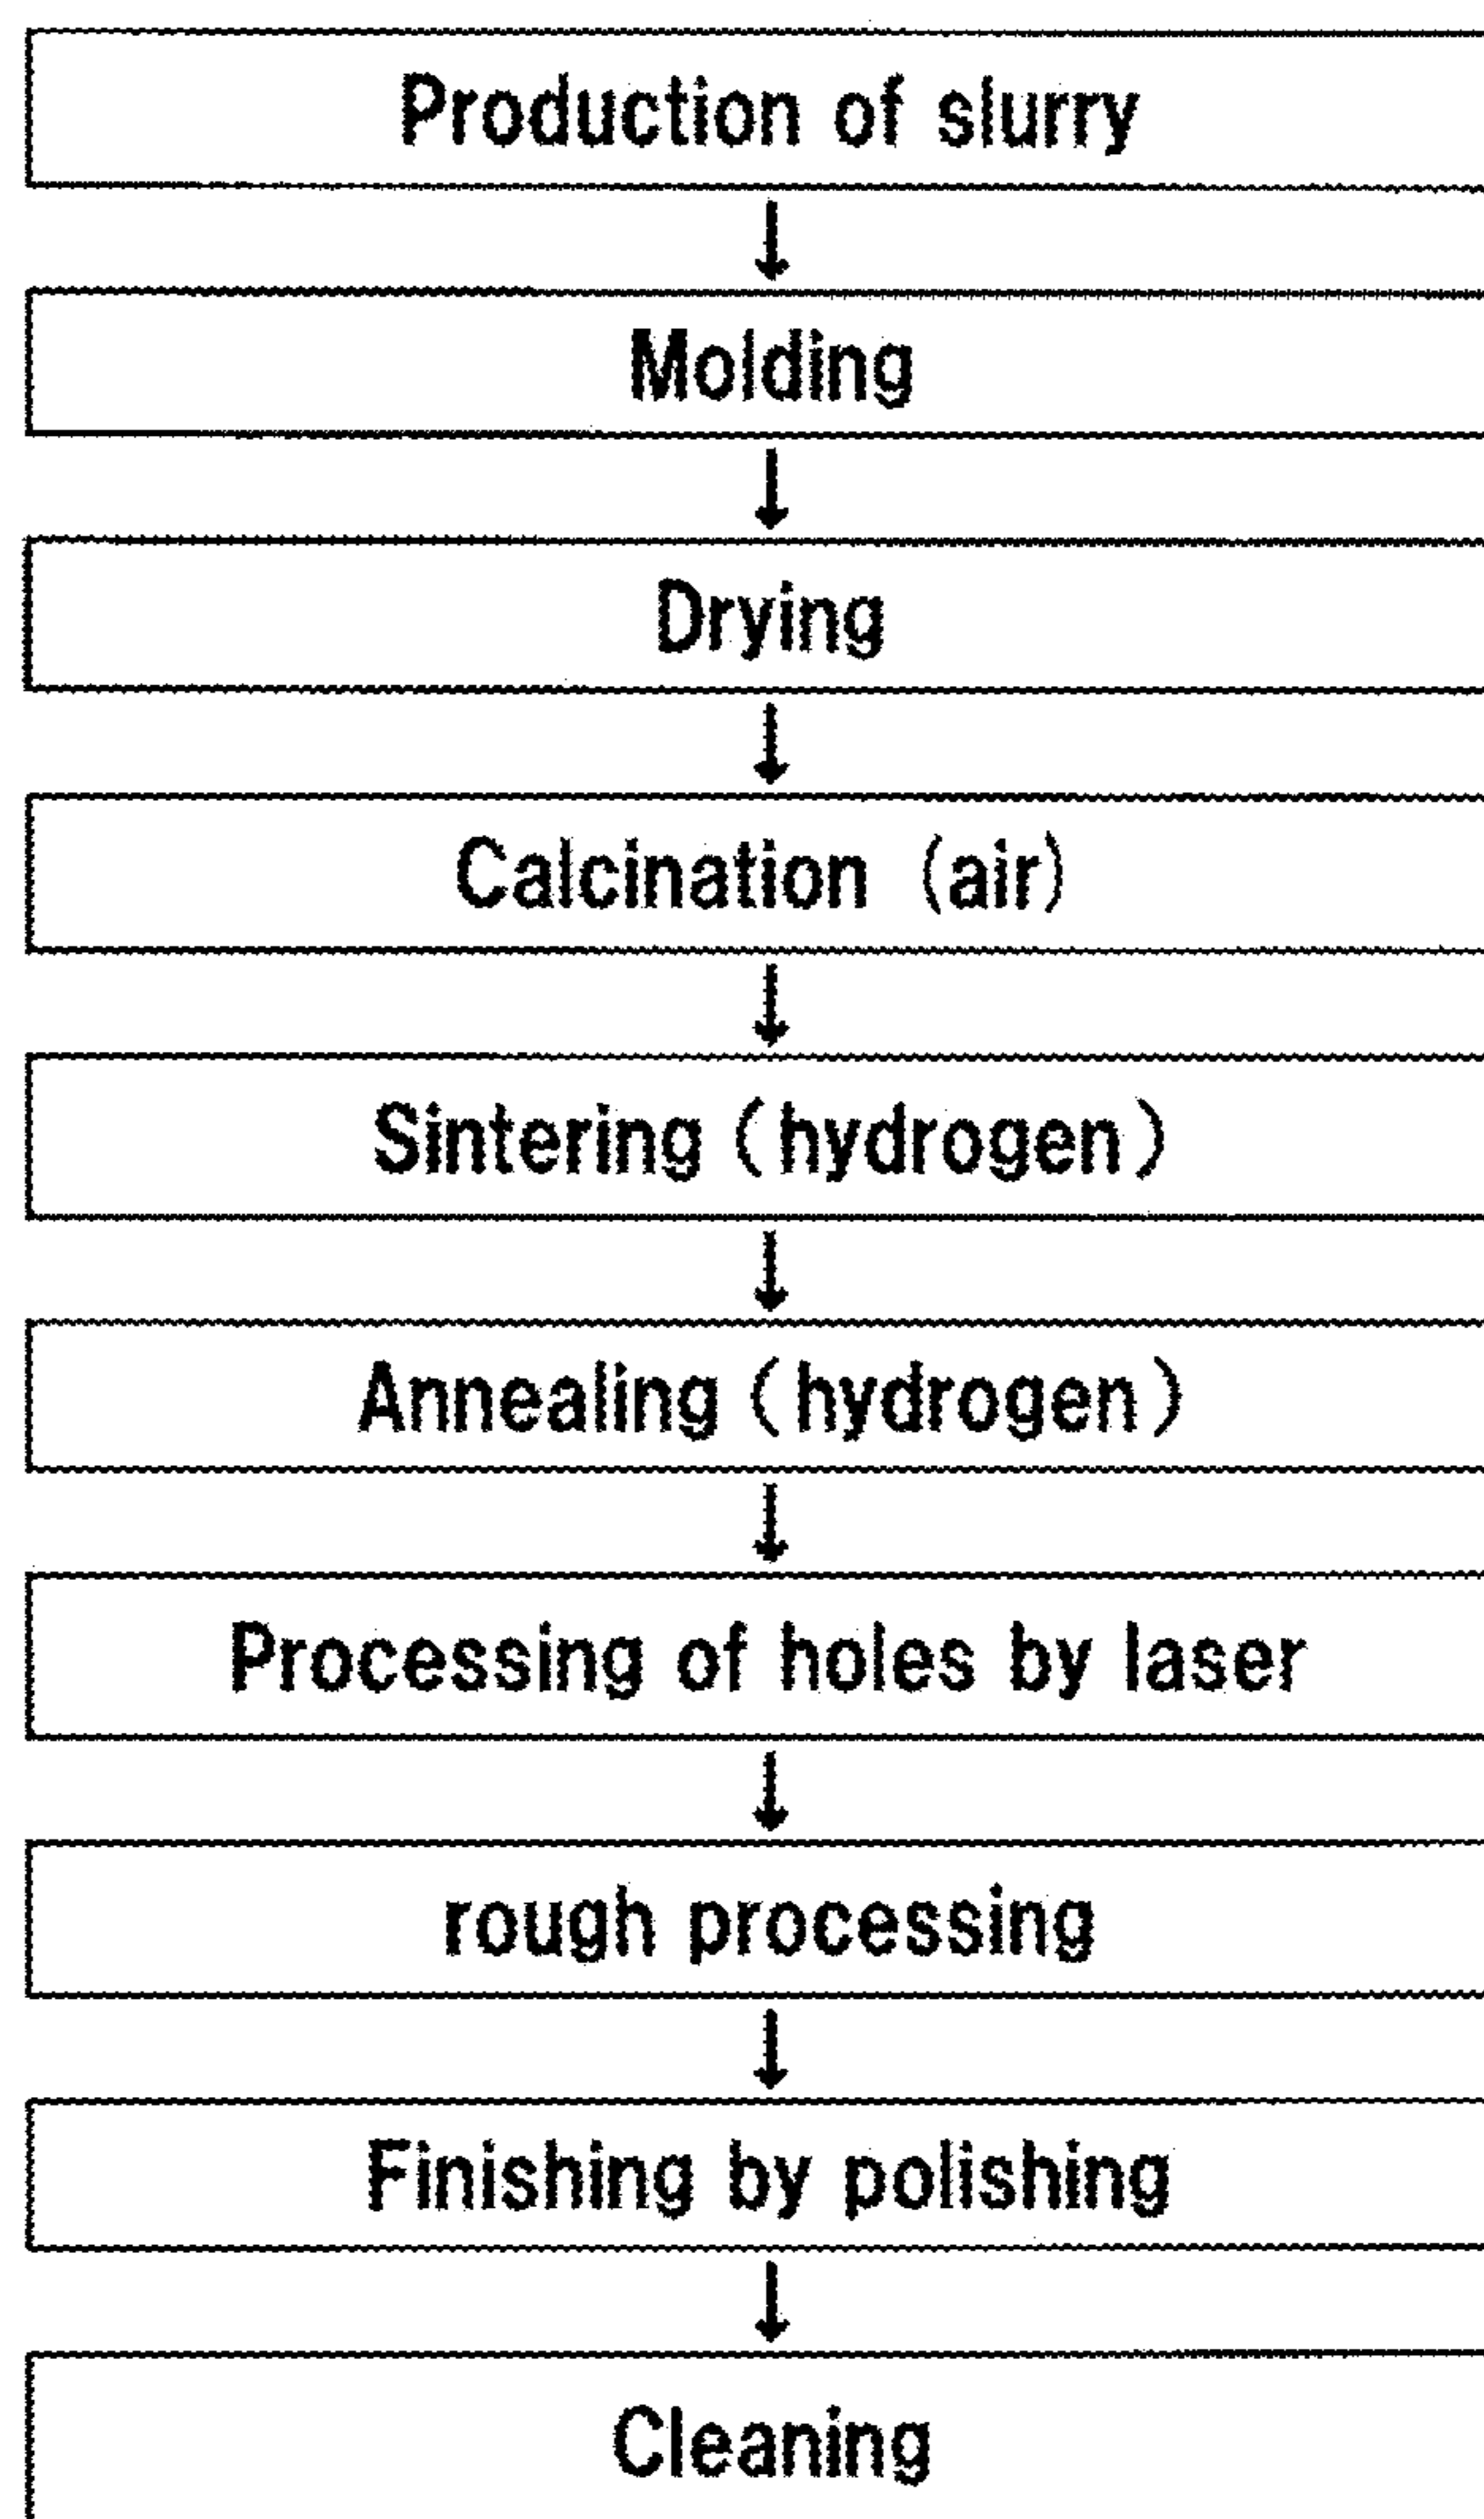 Production of slurry
Molding
Drying
Calcination (air)
Sintering (hydrogen)
Annealing (hydrogen)
Processing of holes by laser
rough processing
Finishing by polishing
Cleaning